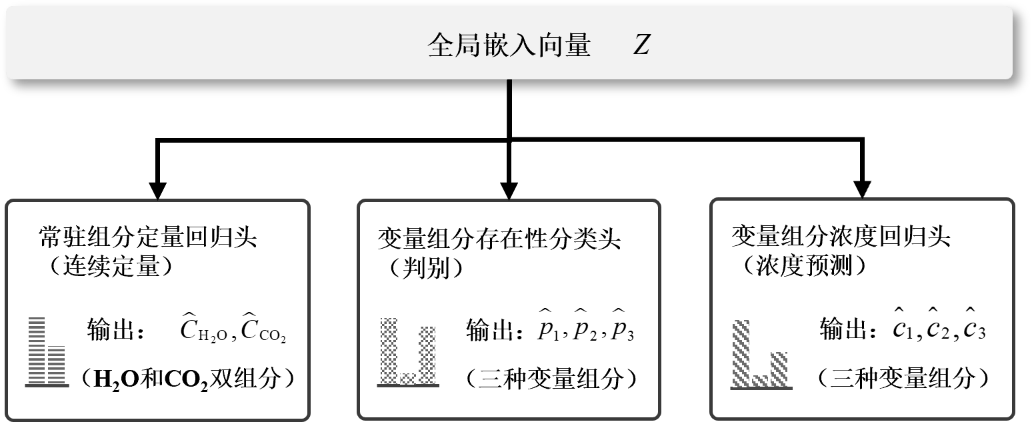 全局嵌入向量 Z
常驻组分定量回归头
（连续定量）
输出： Ĉ_H₂O, Ĉ_CO₂
（H₂O和CO₂双组分）
变量组分存在性分类头
（判别）
输出： p̂₁, p̂₂, p̂₃
（三种变量组分）
变量组分浓度回归头
（浓度预测）
输出： ĉ₁, ĉ₂, ĉ₃
（三种变量组分）